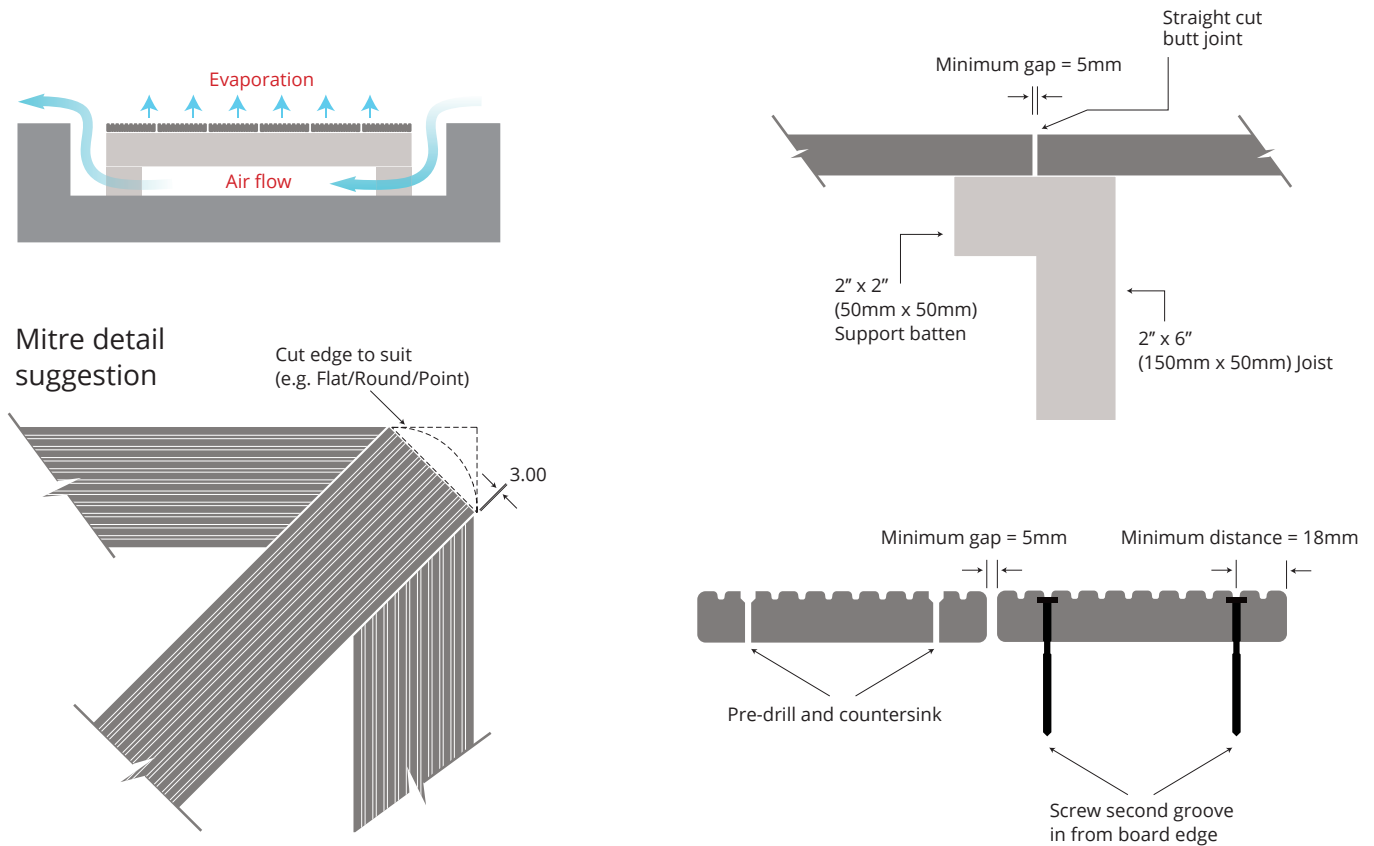 Evaporation
Air flow
Straight cut
butt joint
Minimum gap = 5mm
2” x 2”
(50mm x 50mm)
Support batten
2” x 6”
(150mm x 50mm) Joist
Mitre detail
suggestion
Cut edge to suit
(e.g. Flat/Round/Point)
3.00
Minimum gap = 5mm
Minimum distance = 18mm
Pre-drill and countersink
Screw second groove
in from board edge